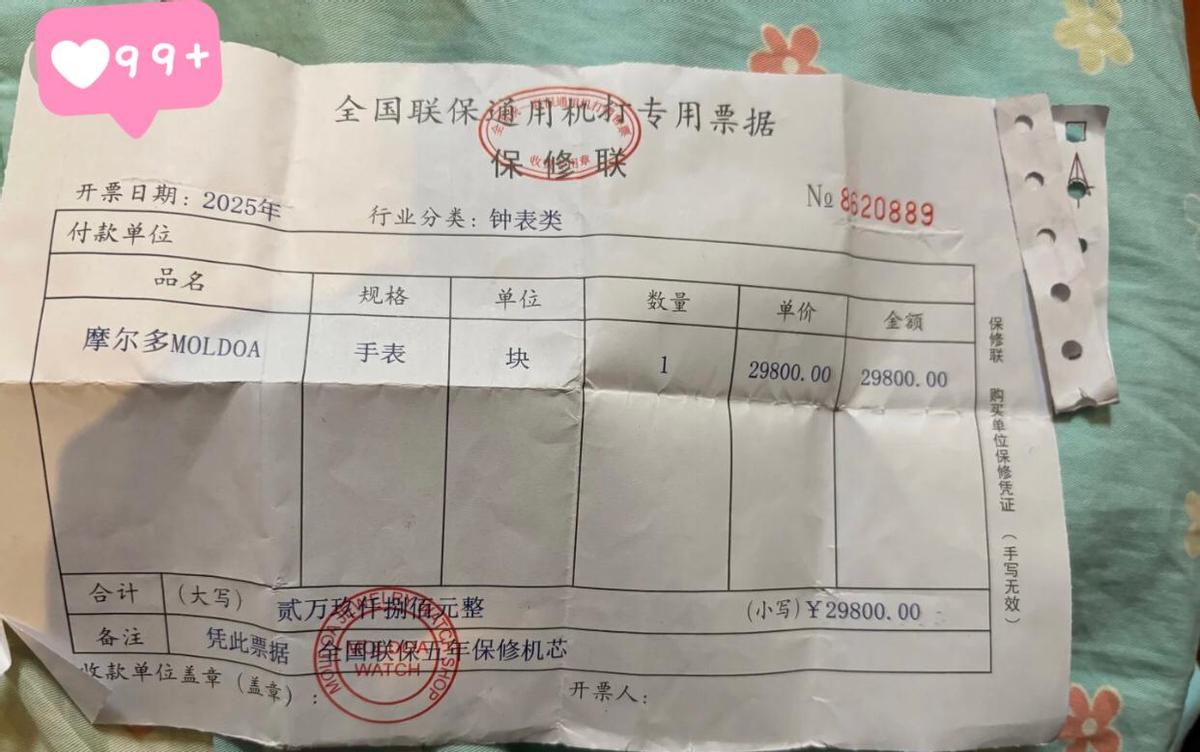 99+
全国联保通用机打专用票据
保修联
开票日期：2025年 行业分类：钟表类 № 8620889
付款单位
品名 规格 单位 数量 单价 金额
摩尔多MOLDOA 手表 块 1 29800.00 29800.00
合计 (大写) 贰万玖仟捌佰元整 (小写)￥29800.00
备注 凭此票据 全国联保五年保修机芯
收款单位盖章（盖章）： 开票人：
保修联 购买单位保修凭证（手写无效）
WATCH SHOP
WATCH